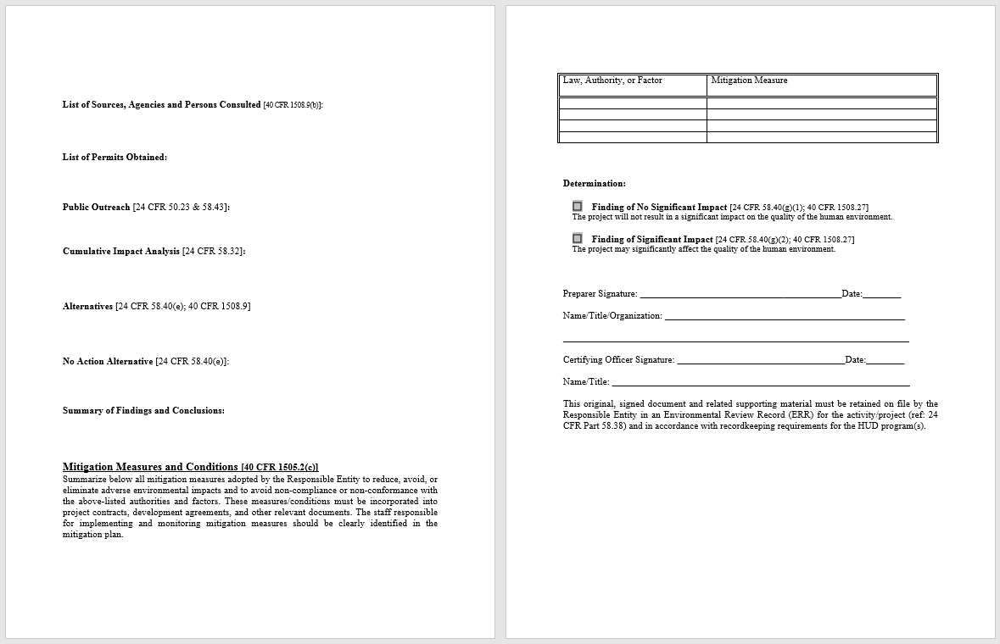 List of Sources, Agencies and Persons Consulted [40 CFR 1508.9(b)]:
List of Permits Obtained:
Public Outreach [24 CFR 50.23 & 58.43]:
Cumulative Impact Analysis [24 CFR 58.32]:
Alternatives [24 CFR 58.40(e); 40 CFR 1508.9]
No Action Alternative [24 CFR 58.40(e)]:
Summary of Findings and Conclusions:
Mitigation Measures and Conditions [40 CFR 1505.2(c)]
Summarize below all mitigation measures adopted by the Responsible Entity to reduce, avoid, or
eliminate adverse environmental impacts and to avoid non-compliance or non-conformance with
the above-listed authorities and factors. These measures/conditions must be incorporated into
project contracts, development agreements, and other relevant documents. The staff responsible
for implementing and monitoring mitigation measures should be clearly identified in the
mitigation plan.
Law, Authority, or Factor
Mitigation Measure
Determination:
Finding of No Significant Impact [24 CFR 58.40(g)(1); 40 CFR 1508.27]
The project will not result in a significant impact on the quality of the human environment.
Finding of Significant Impact [24 CFR 58.40(g)(2); 40 CFR 1508.27]
The project may significantly affect the quality of the human environment.
Preparer Signature: ____________________________________________Date:________
Name/Title/Organization: ____________________________________________________
___________________________________________________________________________
Certifying Officer Signature: _____________________________________Date:________
Name/Title: ________________________________________________________________
This original, signed document and related supporting material must be retained on file by the
Responsible Entity in an Environmental Review Record (ERR) for the activity/project (ref: 24
CFR Part 58.38) and in accordance with recordkeeping requirements for the HUD program(s).